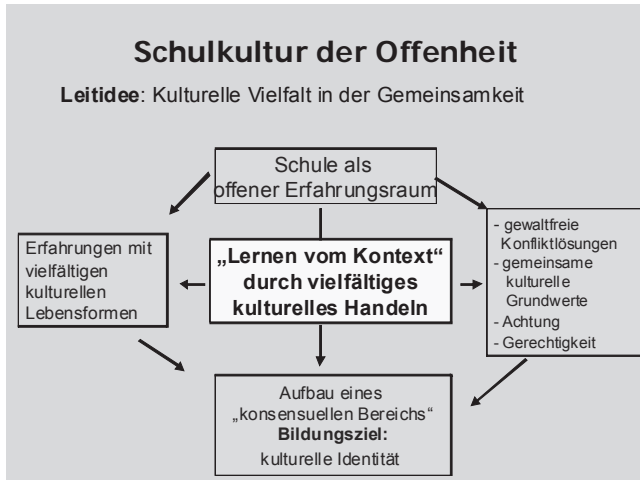 Schulkultur der Offenheit
Leitidee: Kulturelle Vielfalt in der Gemeinsamkeit
Schule als
offener Erfahrungsraum
Erfahrungen mit
vielfältigen
kulturellen
Lebensformen
„Lernen vom Kontext“
durch vielfältiges
kulturelles Handeln
- gewaltfreie
Konfliktlösungen
- gemeinsame
kulturelle
Grundwerte
- Achtung
- Gerechtigkeit
Aufbau eines
„konsensuellen Bereichs“
Bildungsziel:
kulturelle Identität